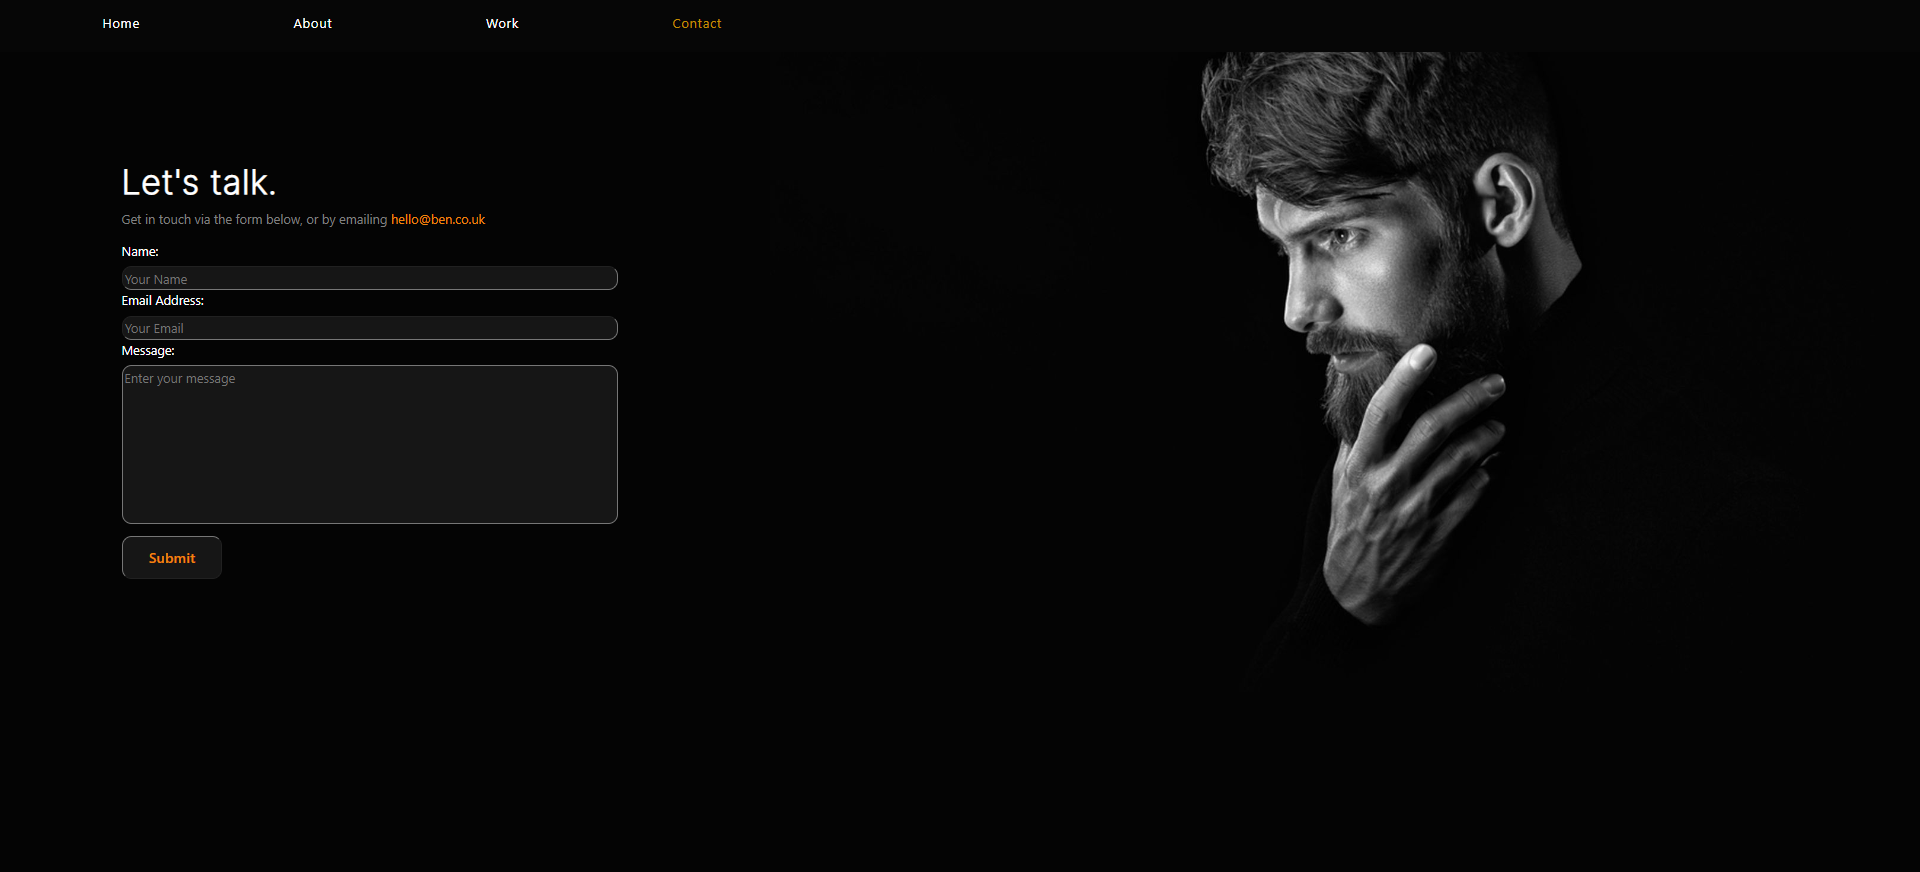 Home About Work Contact
Let's talk.
Get in touch via the form below, or by emailing hello@ben.co.uk
Name:
Your Name
Email Address:
Your Email
Message:
Enter your message
Submit